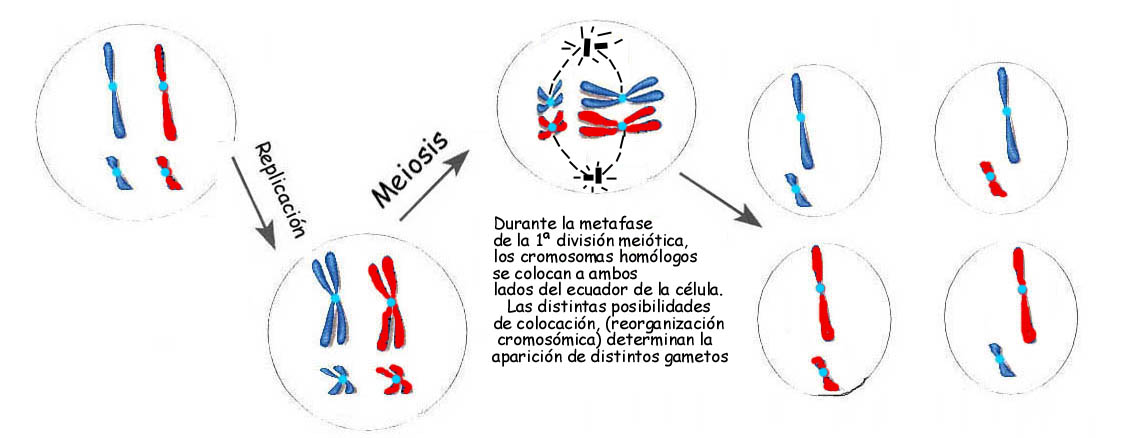 Replicación
Meiosis
Durante la metafase
de la 1ª división meiótica,
los cromosomas homólogos
se colocan a ambos
lados del ecuador de la célula.
Las distintas posibilidades
de colocación, (reorganización
cromosómica) determinan la
aparición de distintos gametos